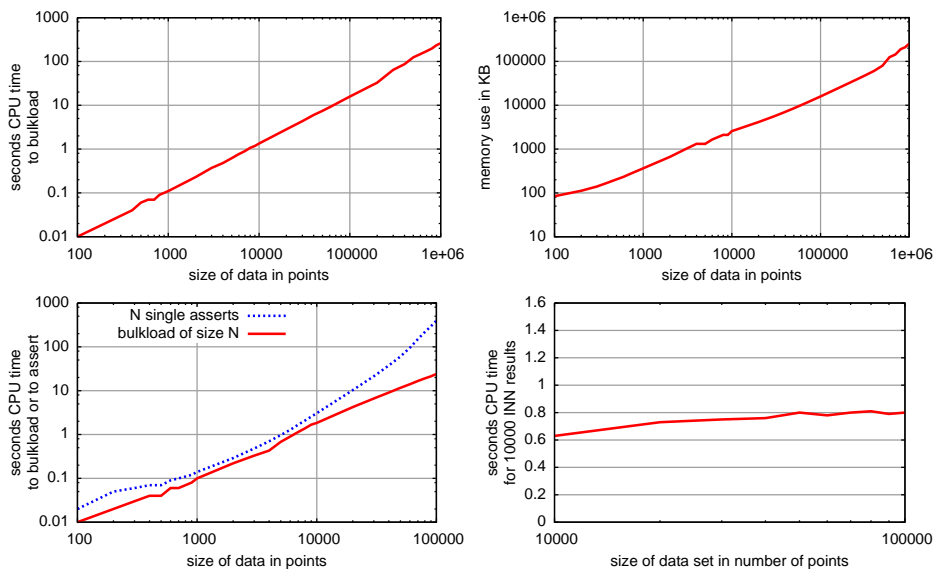 1000
100
10
1
0.1
0.01
seconds CPU time
to bulkload
100
1000
10000
100000
1e+06
size of data in points
1e+06
100000
10000
1000
100
10
memory use in KB
100
1000
10000
100000
1e+06
size of data in points
1000
100
10
1
0.1
0.01
seconds CPU time
to bulkload or to assert
N single asserts
bulkload of size N
100
1000
10000
100000
size of data in points
1.6
1.4
1.2
1
0.8
0.6
0.4
0.2
0
seconds CPU time
for 10000 INN results
10000
100000
size of data set in number of points